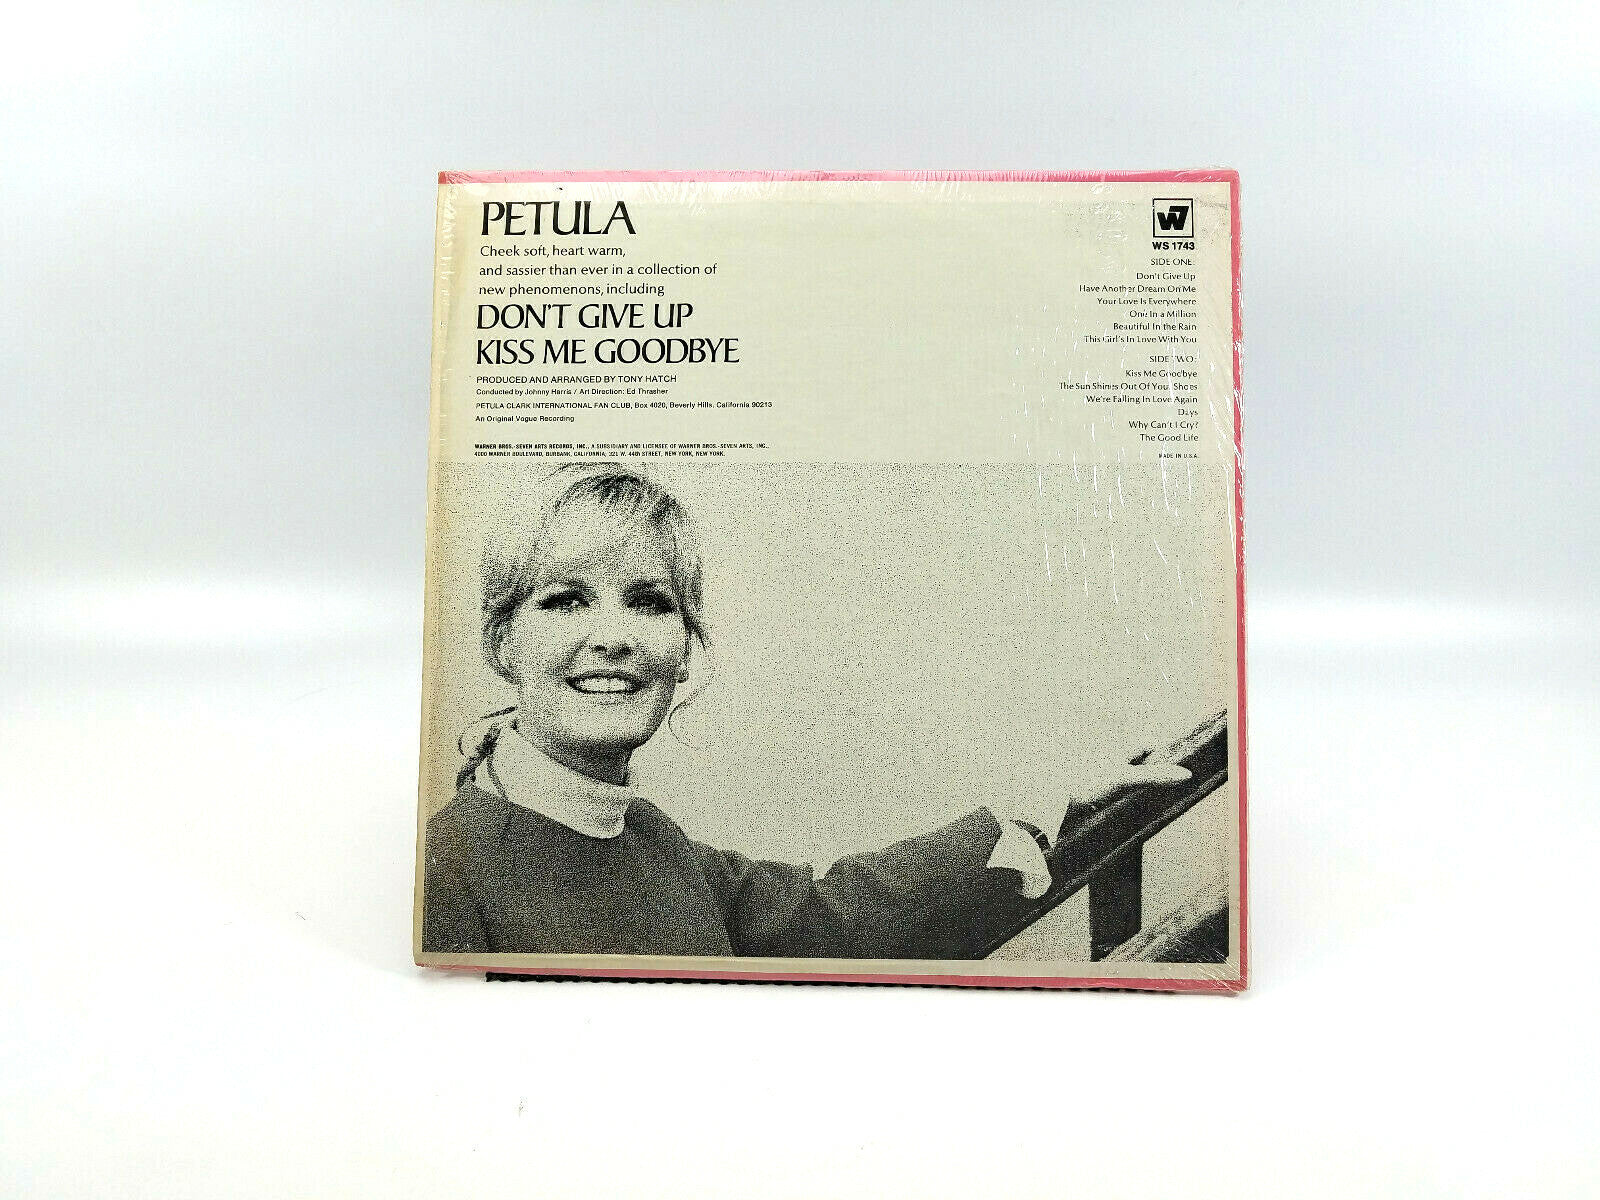 PETULA
Cheek soft, heart warm,
and sassier than ever in a collection of
new phenomenons, including
DON'T GIVE UP
KISS ME GOODBYE
PRODUCED AND ARRANGED BY TONY HATCH
Conducted by Johnny Harris / Art Direction: Ed Thrasher
PETULA CLARK INTERNATIONAL FAN CLUB, Box 4020, Beverly Hills, California 90213
An Original Vogue Recording
WARNER BROS.-SEVEN ARTS RECORDS, INC., A SUBSIDIARY AND LICENSEE OF WARNER BROS.-SEVEN ARTS, INC.,
4000 WARNER BOULEVARD, BURBANK, CALIFORNIA, 321 W. 44th STREET, NEW YORK, NEW YORK.
W7
WS 1743
SIDE ONE:
Don't Give Up
Have Another Dream On Me
Your Love Is Everywhere
One In a Million
Beautiful In the Rain
This Girl's In Love With You
SIDE TWO:
Kiss Me Goodbye
The Sun Shines Out Of Your Shoes
We're Falling In Love Again
Days
Why Can't I Cry?
The Good Life
MADE IN U.S.A.